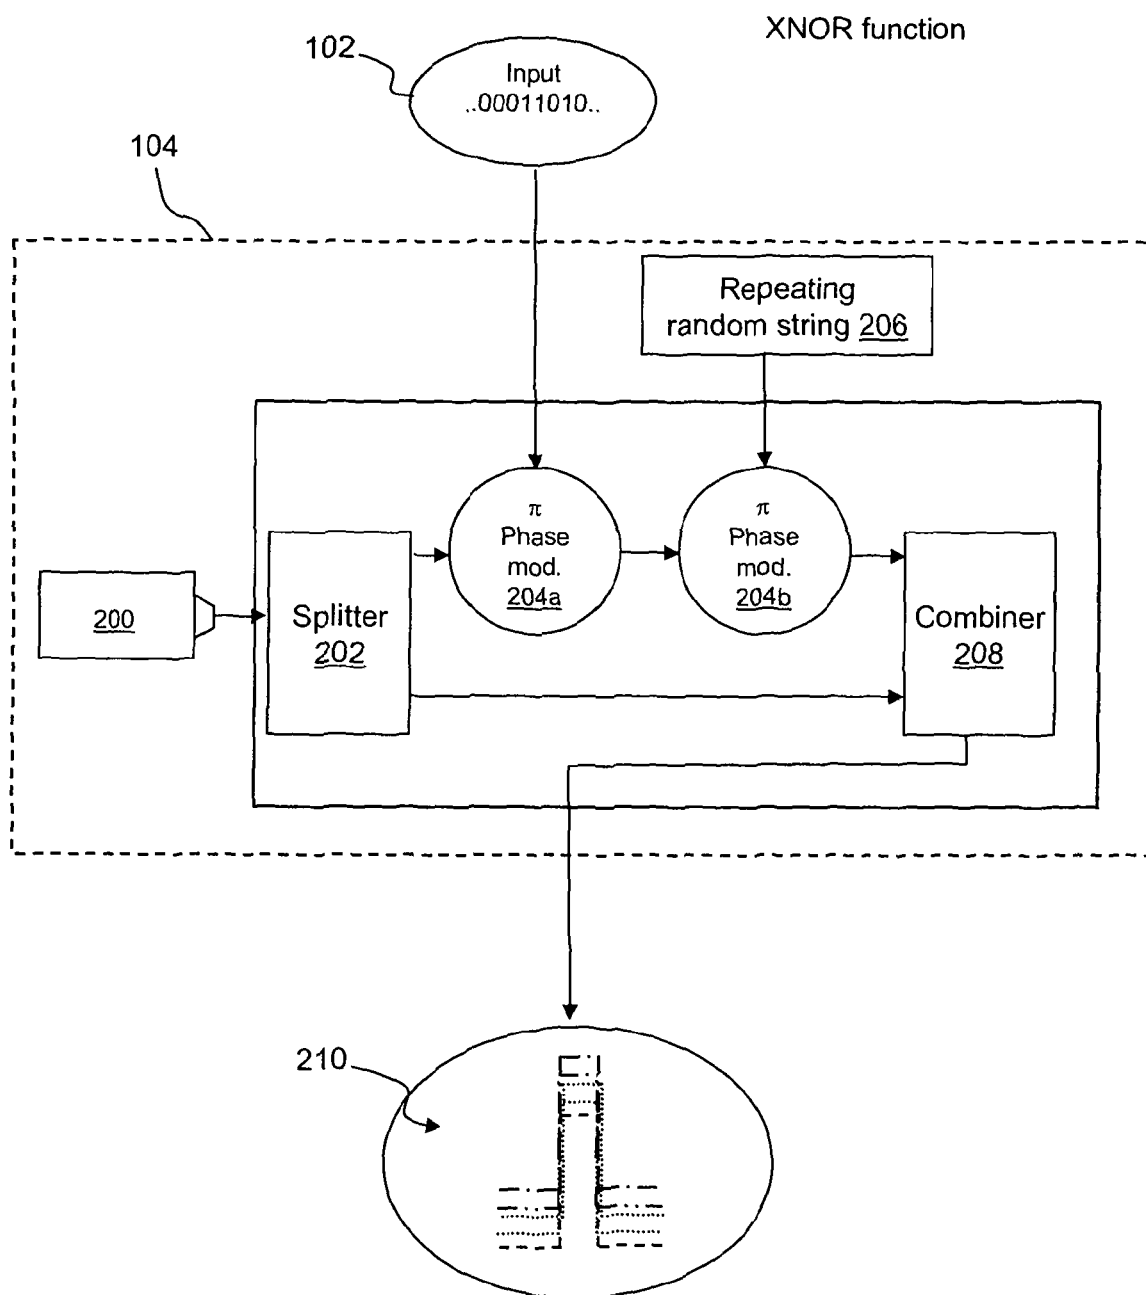 XNOR function
102
Input
..00011010..
104
Repeating
random string 206
π
Phase
mod.
204a
π
Phase
mod.
204b
200
Splitter
202
Combiner
208
210